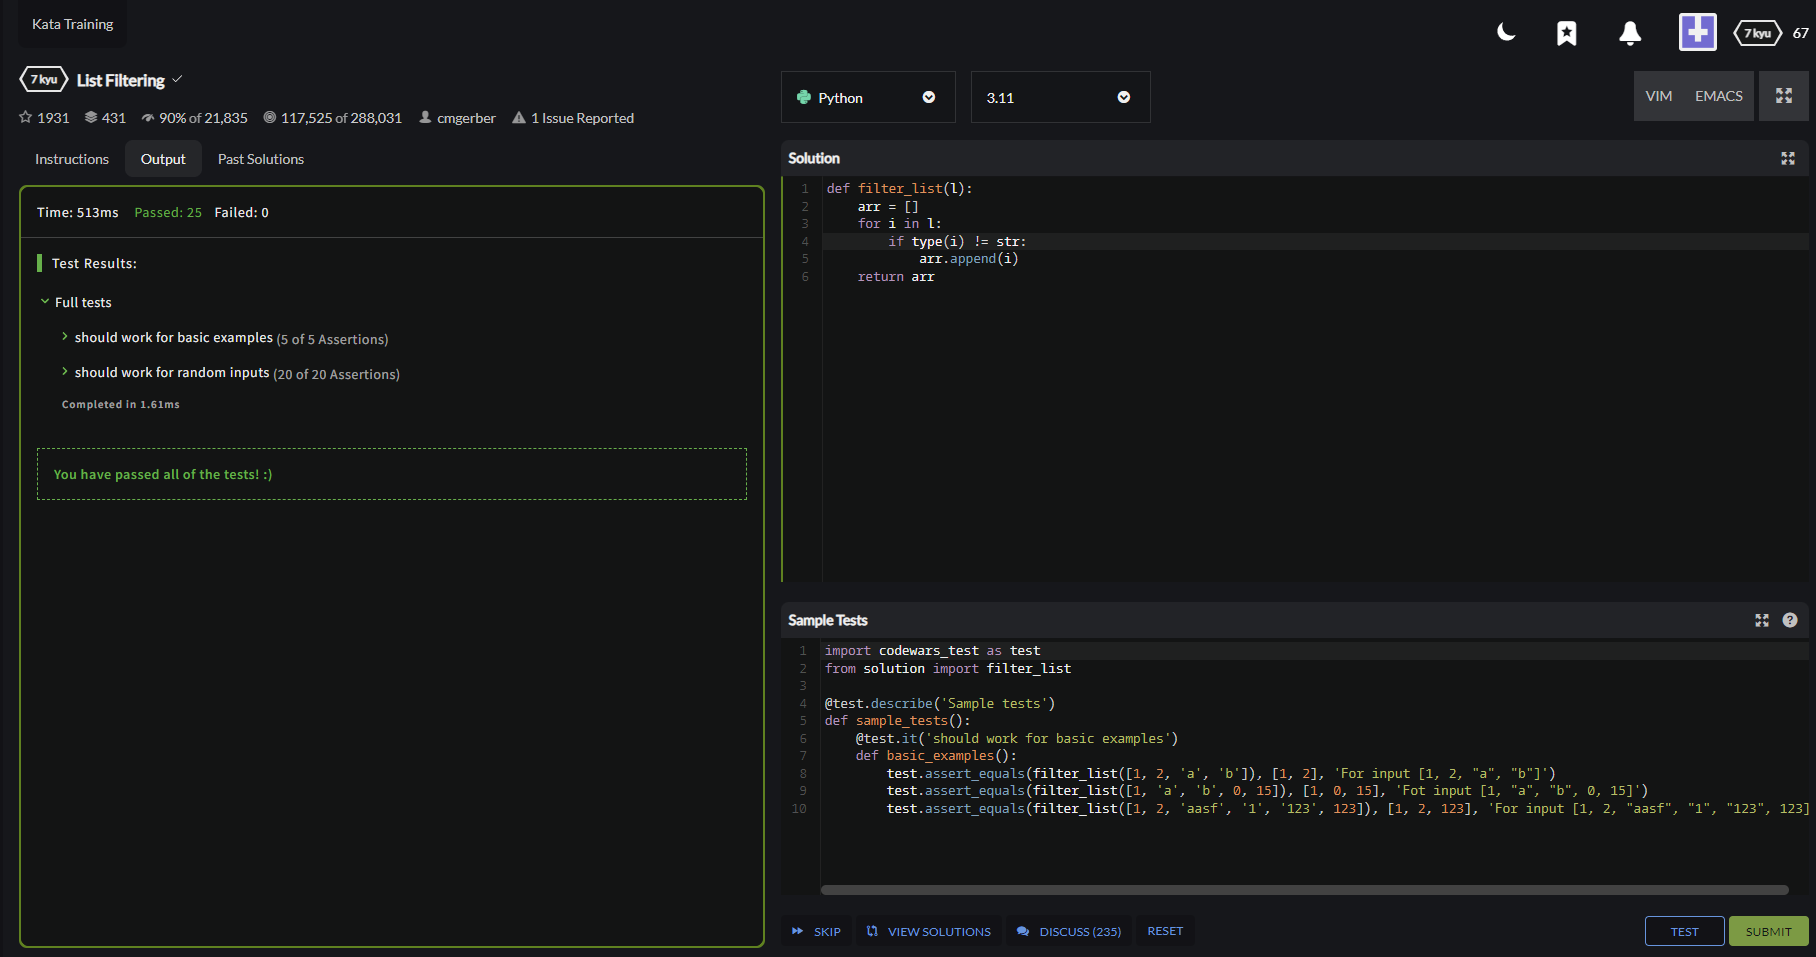 Kata Training
7 kyu 67
7 kyu List Filtering
1931 431 90% of 21,835 117,525 of 288,031 cmgerber 1 Issue Reported
Instructions Output Past Solutions
Time: 513ms Passed: 25 Failed: 0
Test Results:
Full tests
should work for basic examples (5 of 5 Assertions)
should work for random inputs (20 of 20 Assertions)
Completed in 1.61ms
You have passed all of the tests! :)
Python 3.11 VIM EMACS
Solution
1 def filter_list(l):
2     arr = []
3     for i in l:
4         if type(i) != str:
5             arr.append(i)
6     return arr
Sample Tests ?
1 import codewars_test as test
2 from solution import filter_list
3
4 @test.describe('Sample tests')
5 def sample_tests():
6     @test.it('should work for basic examples')
7     def basic_examples():
8         test.assert_equals(filter_list([1, 2, 'a', 'b']), [1, 2], 'For input [1, 2, "a", "b"]')
9         test.assert_equals(filter_list([1, 'a', 'b', 0, 15]), [1, 0, 15], 'Fot input [1, "a", "b", 0, 15]')
10         test.assert_equals(filter_list([1, 2, 'aasf', '1', '123', 123]), [1, 2, 123], 'For input [1, 2, "aasf", "1", "123", 123]
SKIP VIEW SOLUTIONS DISCUSS (235) RESET TEST SUBMIT